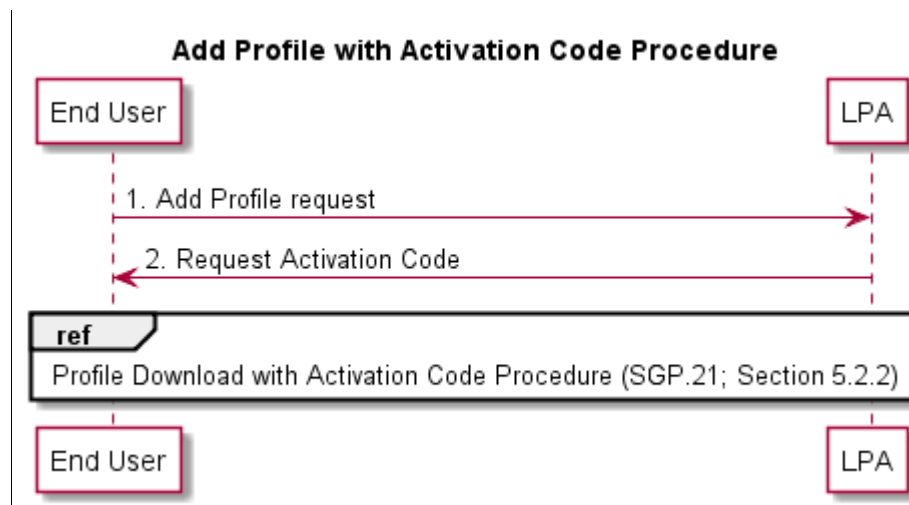 Add Profile with Activation Code Procedure
End User
LPA
1. Add Profile request
2. Request Activation Code
ref
Profile Download with Activation Code Procedure (SGP.21; Section 5.2.2)
End User
LPA